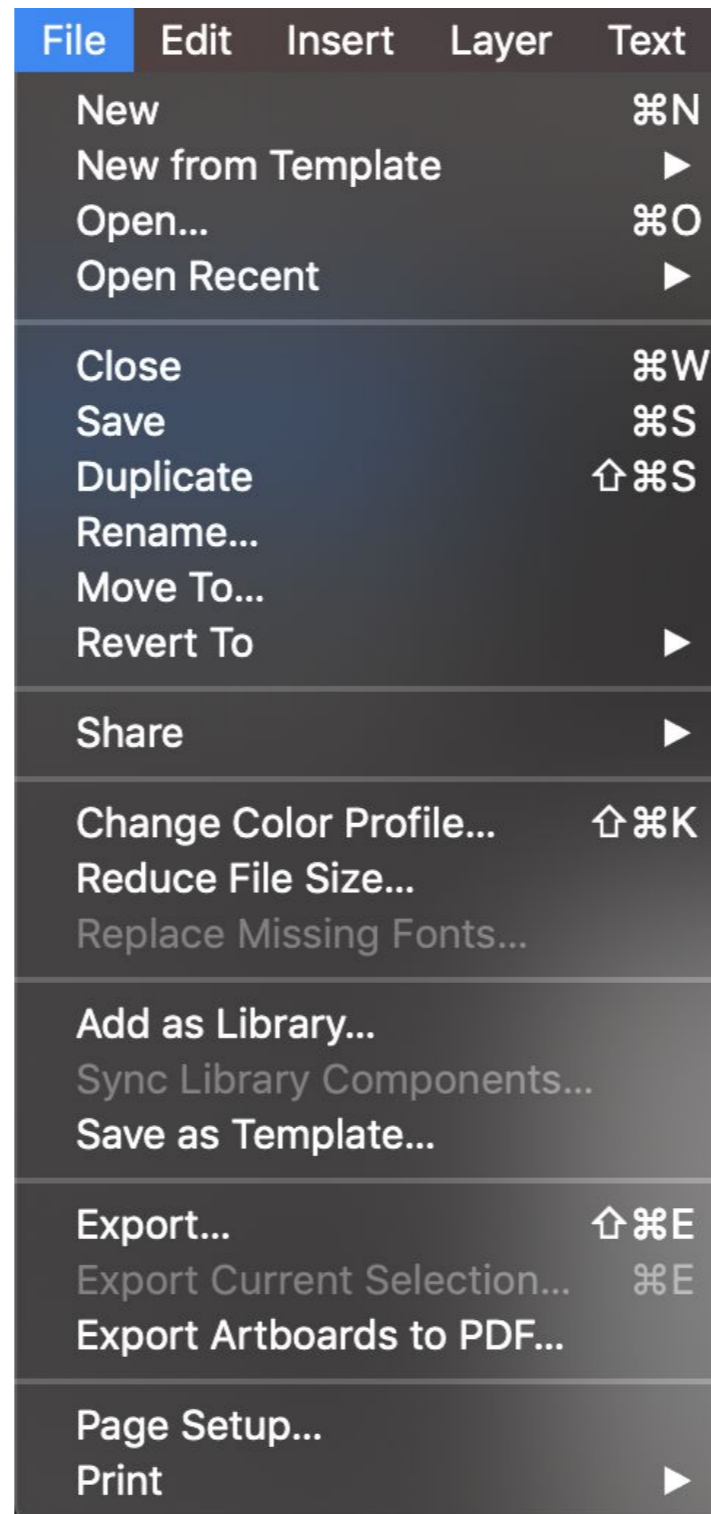 File Edit Insert Layer Text
New ⌘N
New from Template ▶
Open... ⌘O
Open Recent ▶
Close ⌘W
Save ⌘S
Duplicate ⇧⌘S
Rename...
Move To...
Revert To ▶
Share ▶
Change Color Profile... ⇧⌘K
Reduce File Size...
Replace Missing Fonts...
Add as Library...
Sync Library Components...
Save as Template...
Export... ⇧⌘E
Export Current Selection... ⌘E
Export Artboards to PDF...
Page Setup...
Print ▶